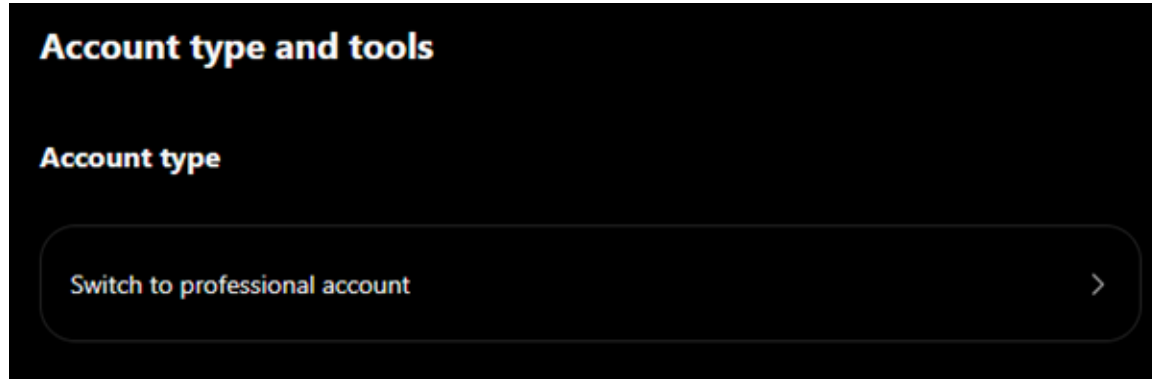 Account type and tools
Account type
Switch to professional account